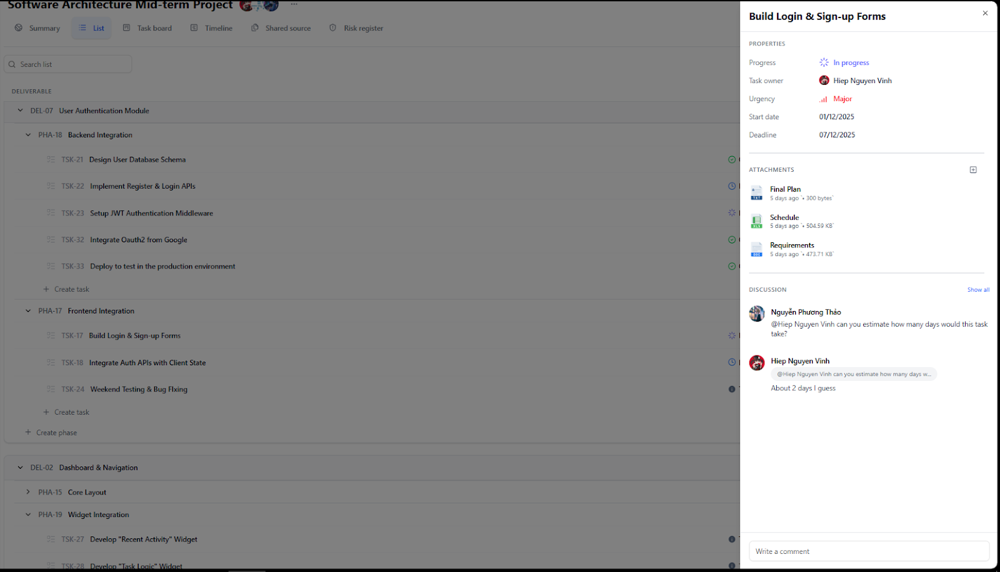 Software Architecture Mid-term Project ...
Summary List Task board Timeline Shared source Risk register
Search list
DELIVERABLE
DEL-07 User Authentication Module
PHA-18 Backend Integration
TSK-21 Design User Database Schema
TSK-22 Implement Register & Login APIs
TSK-23 Setup JWT Authentication Middleware
TSK-32 Integrate Oauth2 from Google
TSK-33 Deploy to test in the production environment
+ Create task
PHA-17 Frontend Integration
TSK-17 Build Login & Sign-up Forms
TSK-18 Integrate Auth APIs with Client State
TSK-24 Weekend Testing & Bug FIxing
+ Create task
+ Create phase
DEL-02 Dashboard & Navigation
PHA-15 Core Layout
PHA-19 Widget Integration
TSK-27 Develop "Recent Activity" Widget
TSK-28 Develop "Task Logic" Widget
Build Login & Sign-up Forms
PROPERTIES
Progress In progress
Task owner Hiep Nguyen Vinh
Urgency Major
Start date 01/12/2025
Deadline 07/12/2025
ATTACHMENTS
Final Plan
TXT
5 days ago `• 300 bytes`
Schedule
XLS
5 days ago `• 504.59 KB`
Requirements
DOC
5 days ago `• 473.71 KB`
DISCUSSION Show all
Nguyễn Phương Thảo
@Hiep Nguyen Vinh can you estimate how many days would this task
take?
Hiep Nguyen Vinh
@Hiep Nguyen Vinh can you estimate how many days w...
About 2 days I guess
Write a comment